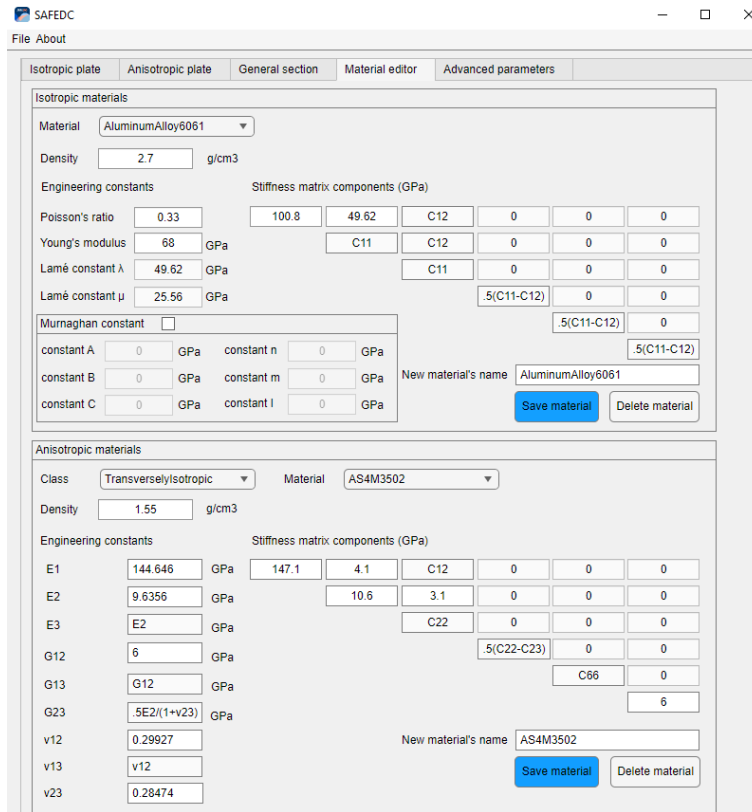 SAFEDC
File About
Isotropic plate Anisotropic plate General section Material editor Advanced parameters
Isotropic materials
Material AluminumAlloy6061
Density 2.7 g/cm3
Engineering constants Stiffness matrix components (GPa)
Poisson's ratio 0.33 100.8 49.62 C12 0 0 0
Young's modulus 68 GPa C11 C12 0 0 0
Lamé constant λ 49.62 GPa C11 0 0 0
Lamé constant μ 25.56 GPa .5(C11-C12) 0 0
Murnaghan constant .5(C11-C12) 0
constant A 0 GPa constant n 0 GPa .5(C11-C12)
constant B 0 GPa constant m 0 GPa New material's name AluminumAlloy6061
constant C 0 GPa constant l 0 GPa Save material Delete material
Anisotropic materials
Class TransverselyIsotropic Material AS4M3502
Density 1.55 g/cm3
Engineering constants Stiffness matrix components (GPa)
E1 144.646 GPa 147.1 4.1 C12 0 0 0
E2 9.6356 GPa 10.6 3.1 0 0 0
E3 E2 GPa C22 0 0 0
G12 6 GPa .5(C22-C23) 0 0
G13 G12 GPa C66 0
G23 .5E2/(1+v23) GPa 6
v12 0.29927 New material's name AS4M3502
v13 v12 Save material Delete material
v23 0.28474